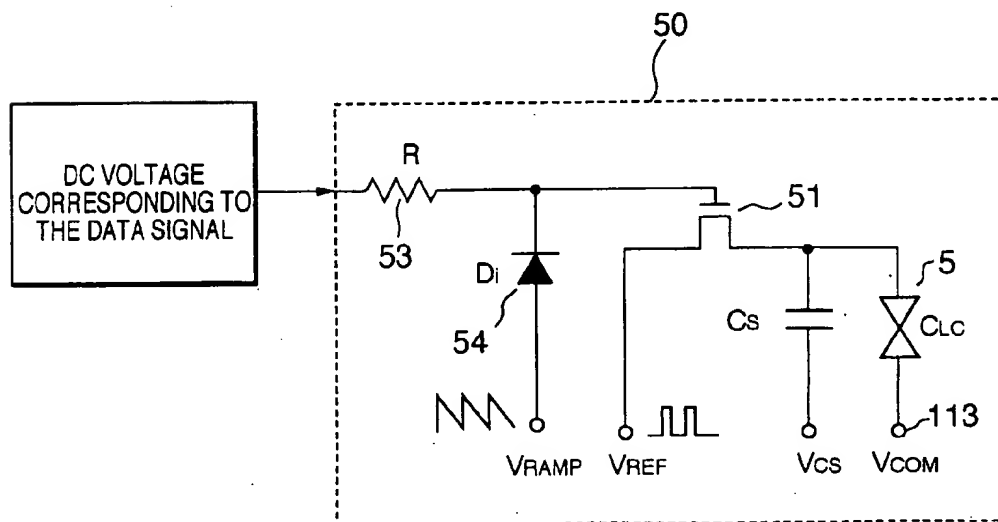 50
DC VOLTAGE
CORRESPONDING TO
THE DATA SIGNAL
R
53
51
Di
54
5
CS
CLC
113
VRAMP
VREF
VCS
VCOM